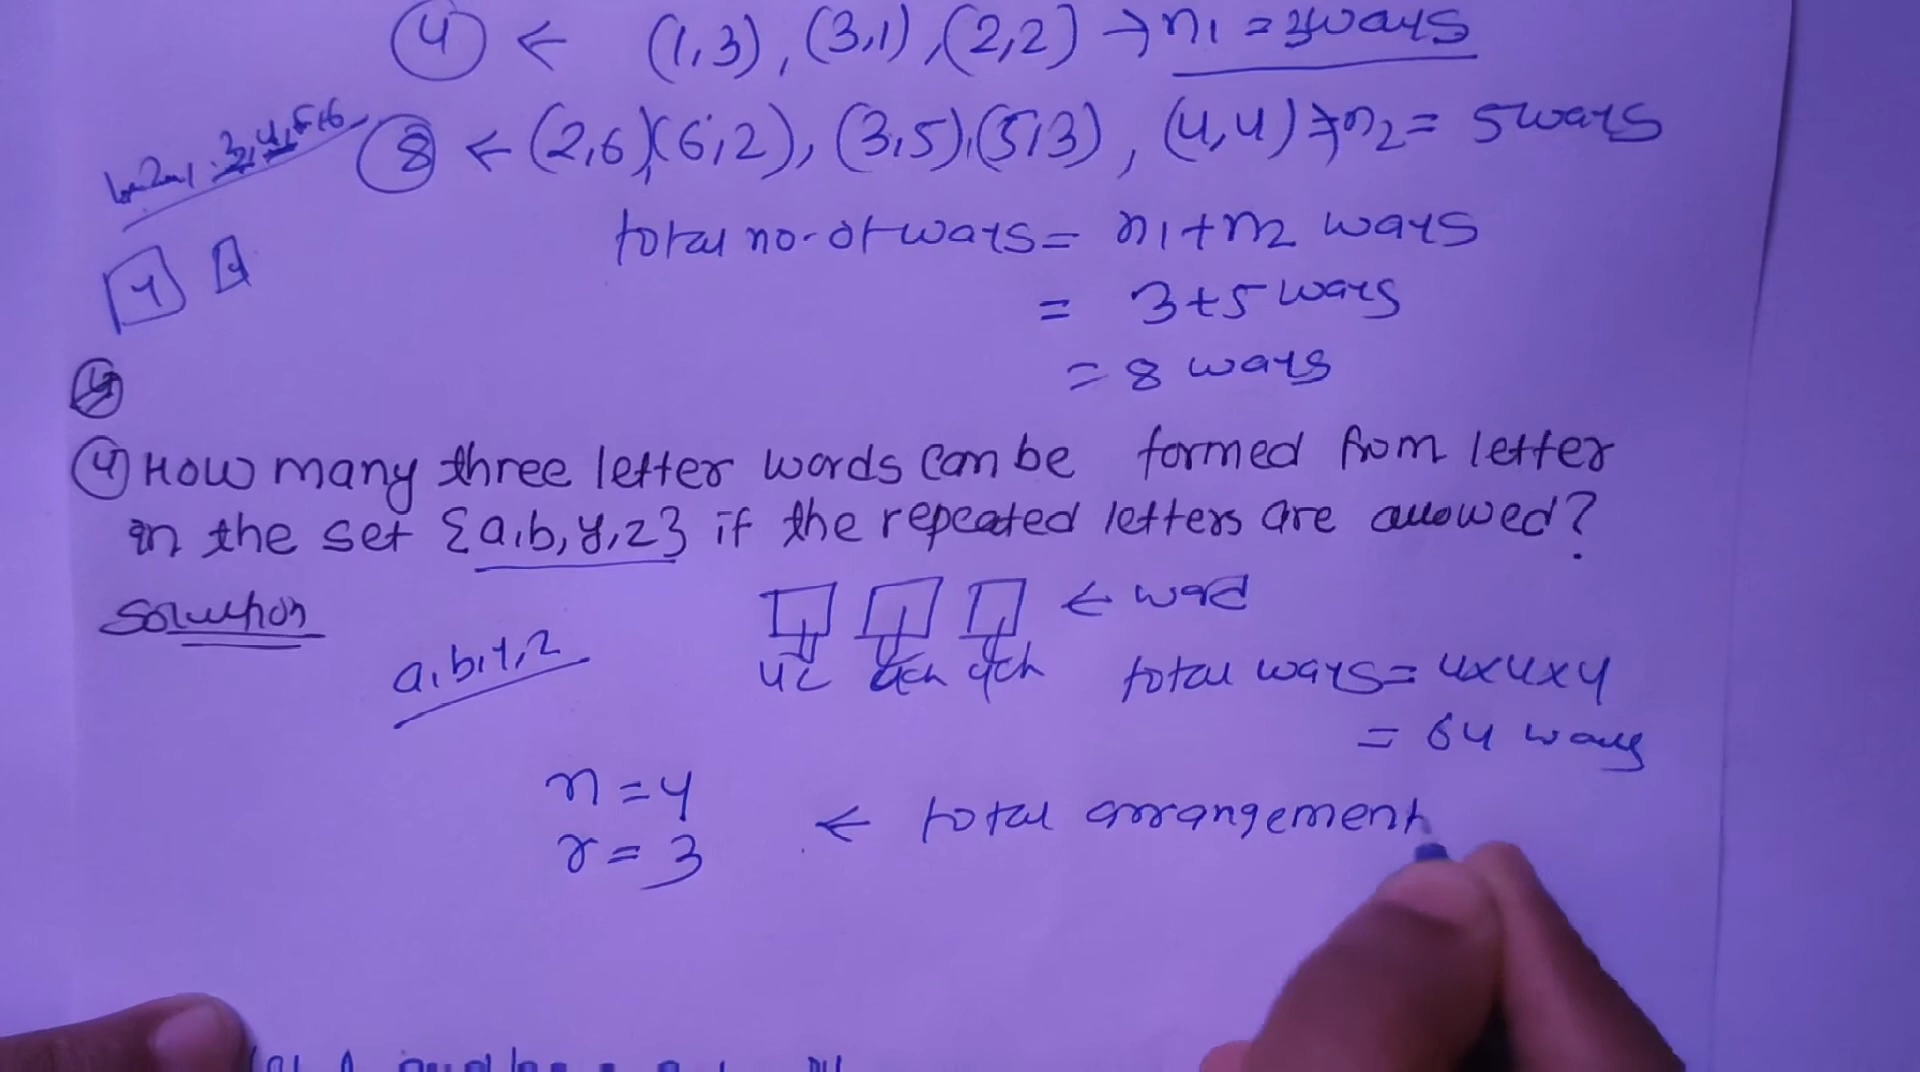 ④ ← (1,3), (3,1), (2,2) → n1 = 3ways
⑧ ← (2,6)(6,2), (3,5),(5,3), (4,4) → n2 = 5ways
total no. of ways = n1 + n2 ways
= 3+5 ways
= 8 ways
④ How many three letter words can be formed from letter
in the set {a,b,y,z} if the repeated letters are allowed?
Solution
← word
a,b,y,z
4c 4ch 4ch total ways = 4x4x4
= 64 ways
n = 4
r = 3
← total arrangement